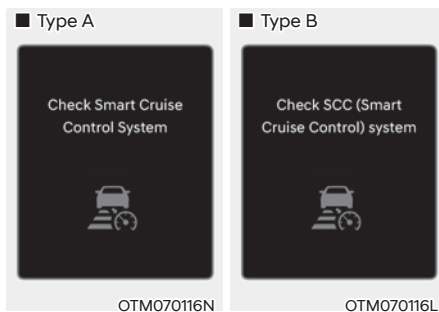 ■ Type A
Check Smart Cruise
Control System
OTM070116N
■ Type B
Check SCC (Smart
Cruise Control) system
OTM070116L